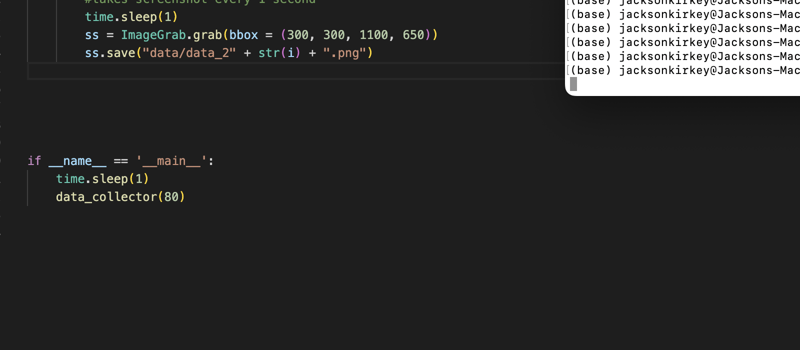 #takes screenshot every 1 second
time.sleep(1)
ss = ImageGrab.grab(bbox = (300, 300, 1100, 650))
ss.save("data/data_2" + str(i) + ".png")
if __name__ == '__main__':
time.sleep(1)
data_collector(80)
(base) jacksonkirkey@Jacksons-Mac
[(base) jacksonkirkey@Jacksons-Mac
[(base) jacksonkirkey@Jacksons-Mac
[(base) jacksonkirkey@Jacksons-Mac
[(base) jacksonkirkey@Jacksons-Mac
[(base) jacksonkirkey@Jacksons-Mac